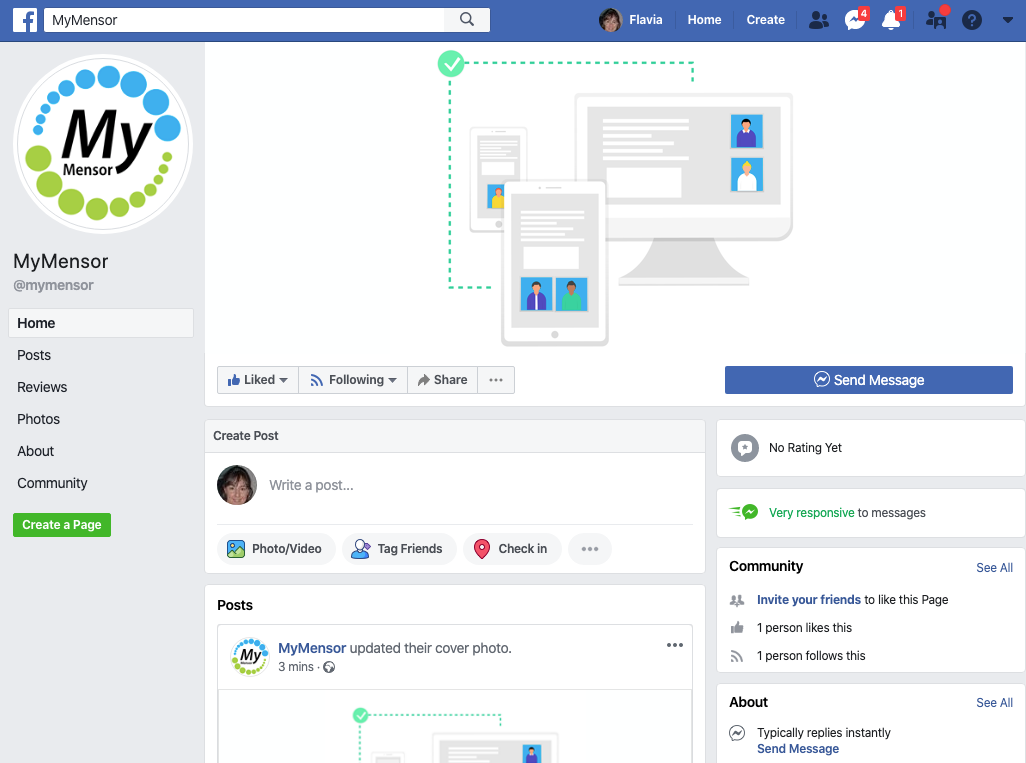 MyMensor
Flavia
Home
Create
4
1
My
Mensor
MyMensor
@mymensor
Home
Posts
Reviews
Photos
About
Community
Create a Page
Liked
Following
Share
Send Message
Create Post
Write a post...
Photo/Video
Tag Friends
Check in
Posts
My
MyMensor updated their cover photo.
3 mins ·
No Rating Yet
Very responsive to messages
Community
See All
Invite your friends to like this Page
1 person likes this
1 person follows this
About
See All
Typically replies instantly
Send Message